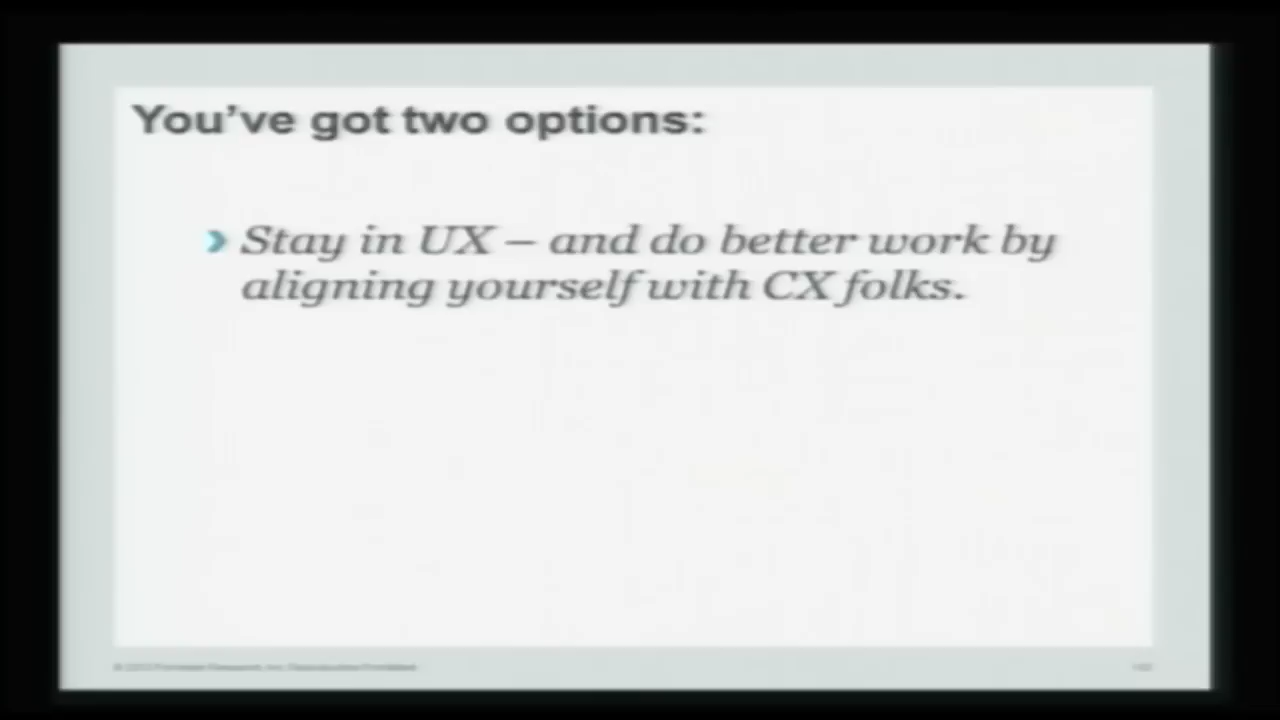 You've got two options:
Stay in UX – and do better work by
aligning yourself with CX folks.